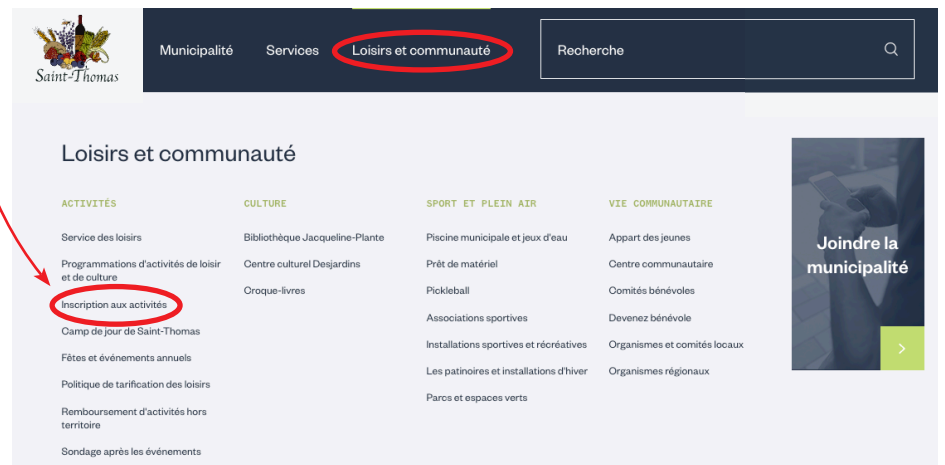 Saint-Thomas
Municipalité
Services
Loisirs et communauté
Recherche
Loisirs et communauté
ACTIVITÉS
Service des loisirs
Programmations d'activités de loisir
et de culture
Inscription aux activités
Camp de jour de Saint-Thomas
Fêtes et événements annuels
Politique de tarification des loisirs
Remboursement d'activités hors
territoire
Sondage après les événements
CULTURE
Bibliothèque Jacqueline-Plante
Centre culturel Desjardins
Croque-livres
SPORT ET PLEIN AIR
Piscine municipale et jeux d'eau
Prêt de matériel
Pickleball
Associations sportives
Installations sportives et récréatives
Les patinoires et installations d'hiver
Parcs et espaces verts
VIE COMMUNAUTAIRE
Appart des jeunes
Centre communautaire
Comités bénévoles
Devenez bénévole
Organismes et comités locaux
Organismes régionaux
Joindre la
municipalité